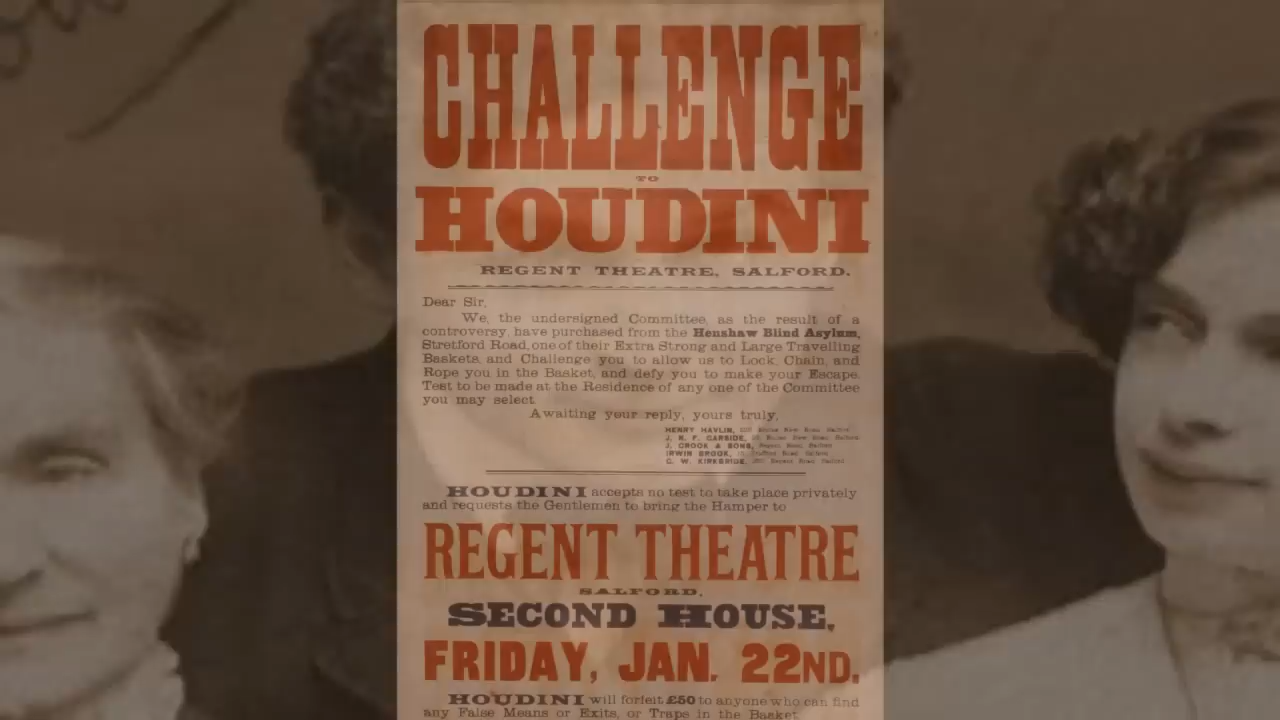 CHALLENGE
TO
HOUDINI
REGENT THEATRE, SALFORD.
Dear Sir,
We, the undersigned Committee, as the result of a
controversy, have purchased from the Henshaw Blind Asylum,
Stretford Road, one of their Extra Strong and Large Travelling
Baskets, and Challenge you to allow us to Lock, Chain, and
Rope you in the Basket, and defy you to make your Escape.
Test to be made at the Residence of any one of the Committee
you may select.
Awaiting your reply, yours truly,
HENRY HAVLIN,
J. N. F. GARSIDE,
J. CROOK & SONS,
IRWIN BROOK,
C. W. KIRKBRIDE,
HOUDINI accepts no test to take place privately
and requests the Gentlemen to bring the Hamper to
REGENT THEATRE
SALFORD,
SECOND HOUSE,
FRIDAY, JAN. 22ND.
HOUDINI will forfeit £50 to anyone who can find
any False Means or Exits, or Traps in the Basket.